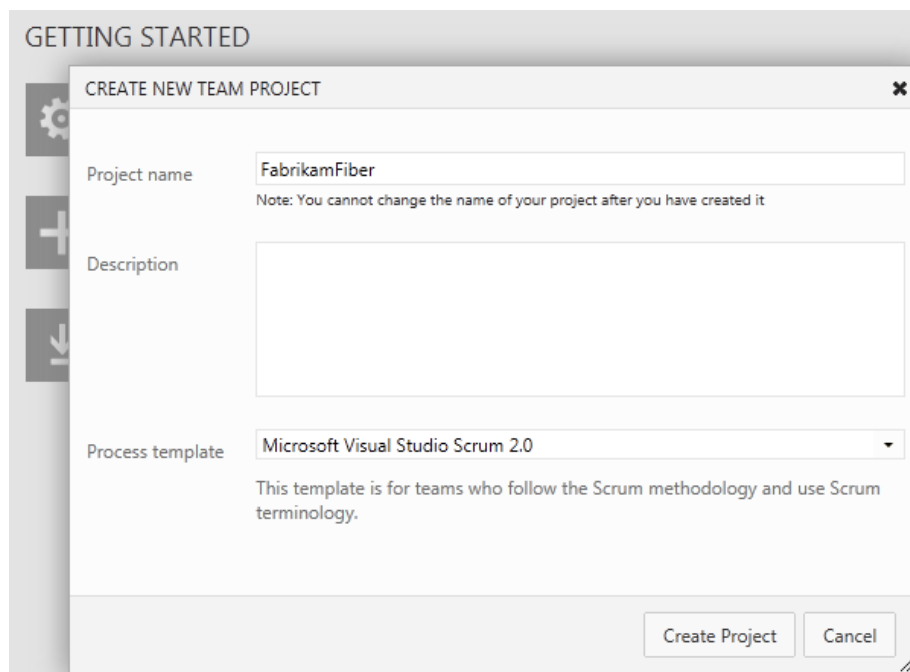 GETTING STARTED
CREATE NEW TEAM PROJECT
Project name
FabrikamFiber
Note: You cannot change the name of your project after you have created it
Description
Process template
Microsoft Visual Studio Scrum 2.0
This template is for teams who follow the Scrum methodology and use Scrum
terminology.
Create Project
Cancel